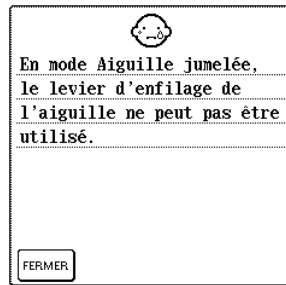 En mode Aiguille jumelée,
le levier d'enfilage de
l'aiguille ne peut pas être
utilisé.
FERMER